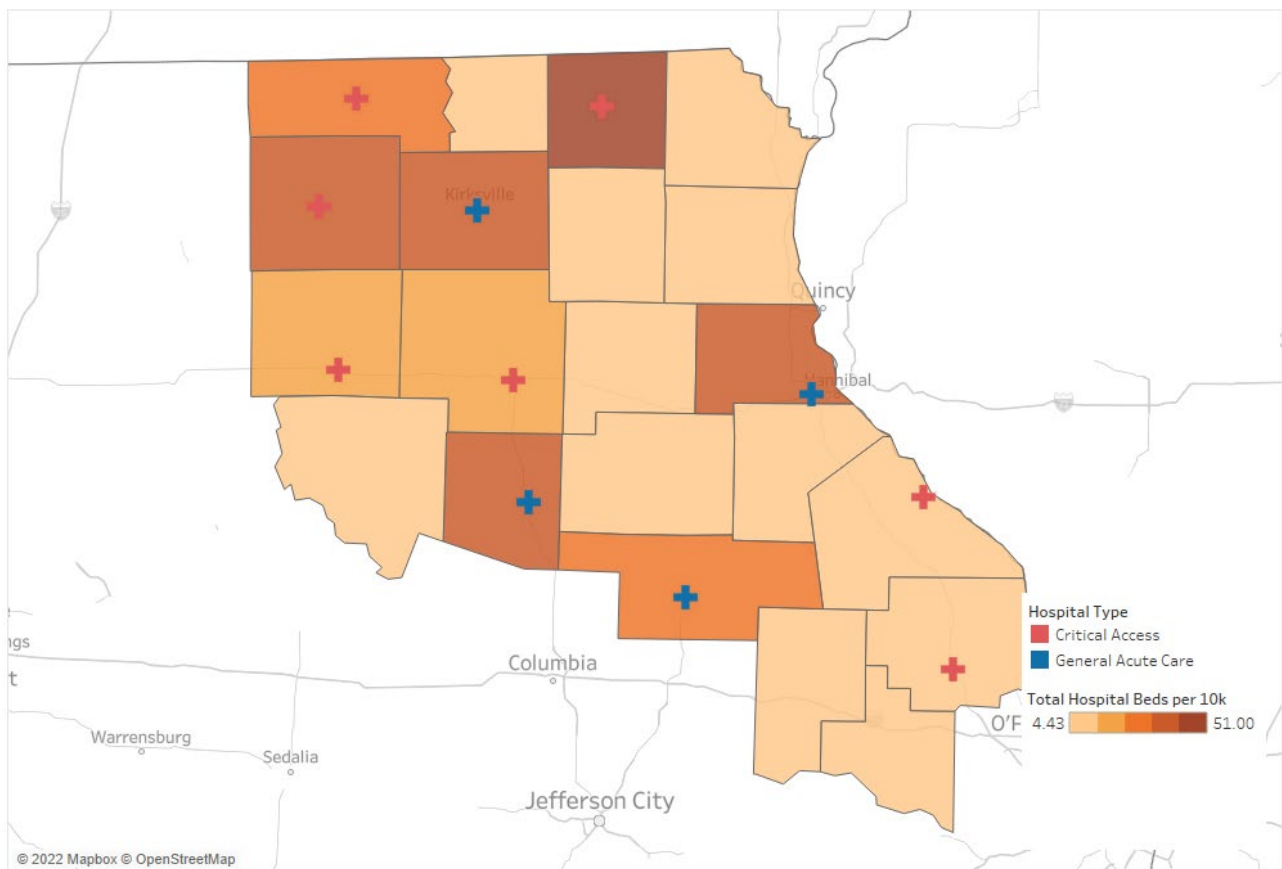 Kirksville
Quincy
Hannibal
Hospital Type
Critical Access
General Acute Care
ngs
t
Columbia
Total Hospital Beds per 10k
4.43 51.00
O'F
Warrensburg
Sedalia
Jefferson City
© 2022 Mapbox © OpenStreetMap